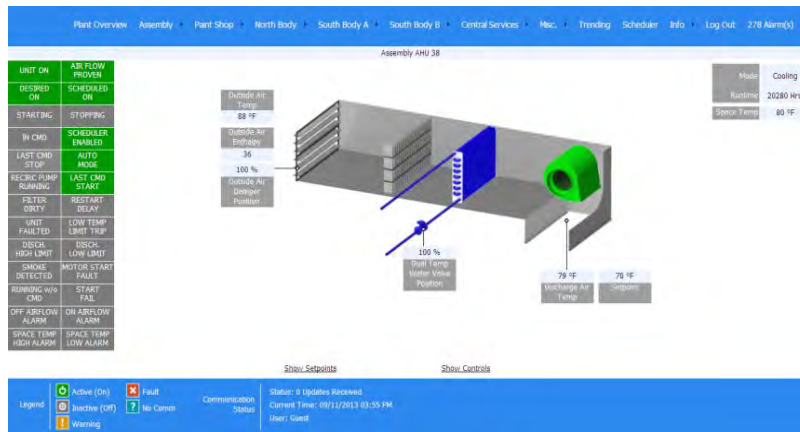 Plant Overview Assembly Paint Shop North Body South Body A South Body B Central Services Misc. Trending Scheduler Info Log Out 278 Alarm(s)
Assembly AHU 38
UNIT ON
AIR FLOW
PROVEN
DESIRED
ON
SCHEDULED
ON
STARTING
STOPPING
IN CMD
SCHEDULER
ENABLED
LAST CMD
STOP
AUTO
MODE
RECIRC PUMP
RUNNING
LAST CMD
START
FILTER
DIRTY
RESTART
DELAY
UNIT
FAULTED
LOW TEMP
LIMIT TRIP
DISCH.
HIGH LIMIT
DISCH.
LOW LIMIT
SMOKE
DETECTED
MOTOR START
FAULT
RUNNING w/o
CMD
START
FAIL
OFF AIRFLOW
ALARM
ON AIRFLOW
ALARM
SPACE TEMP
HIGH ALARM
SPACE TEMP
LOW ALARM
Outside Air
Temp
88 °F
Outside Air
Enthalpy
36
100 %
Outside Air
Damper
Position
100 %
Dual Temp
Water Valve
Position
79 °F
Discharge Air
Temp
70 °F
Setpoint
Mode Cooling
Runtime 20280 Hrs
Space Temp 80 °F
Show Setpoints
Show Controls
Legend
Active (On)
Inactive (Off)
Warning
Fault
No Comm
Communication
Status
Status: 0 Updates Received
Current Time: 09/11/2013 03:55 PM
User: Guest